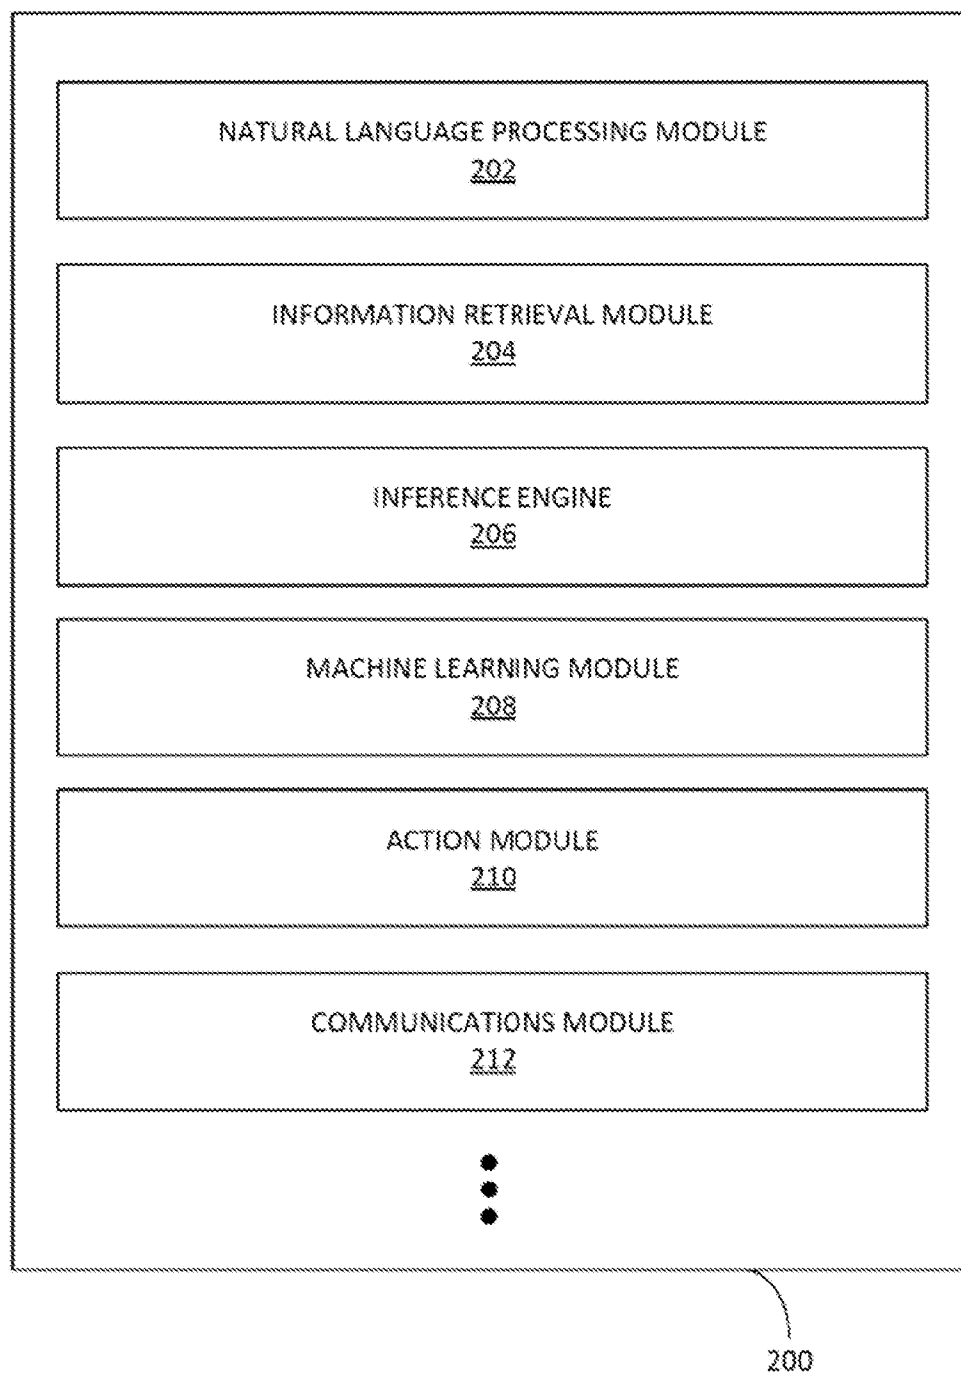 NATURAL LANGUAGE PROCESSING MODULE
202
INFORMATION RETRIEVAL MODULE
204
INFERENCE ENGINE
206
MACHINE LEARNING MODULE
208
ACTION MODULE
210
COMMUNICATIONS MODULE
212
200